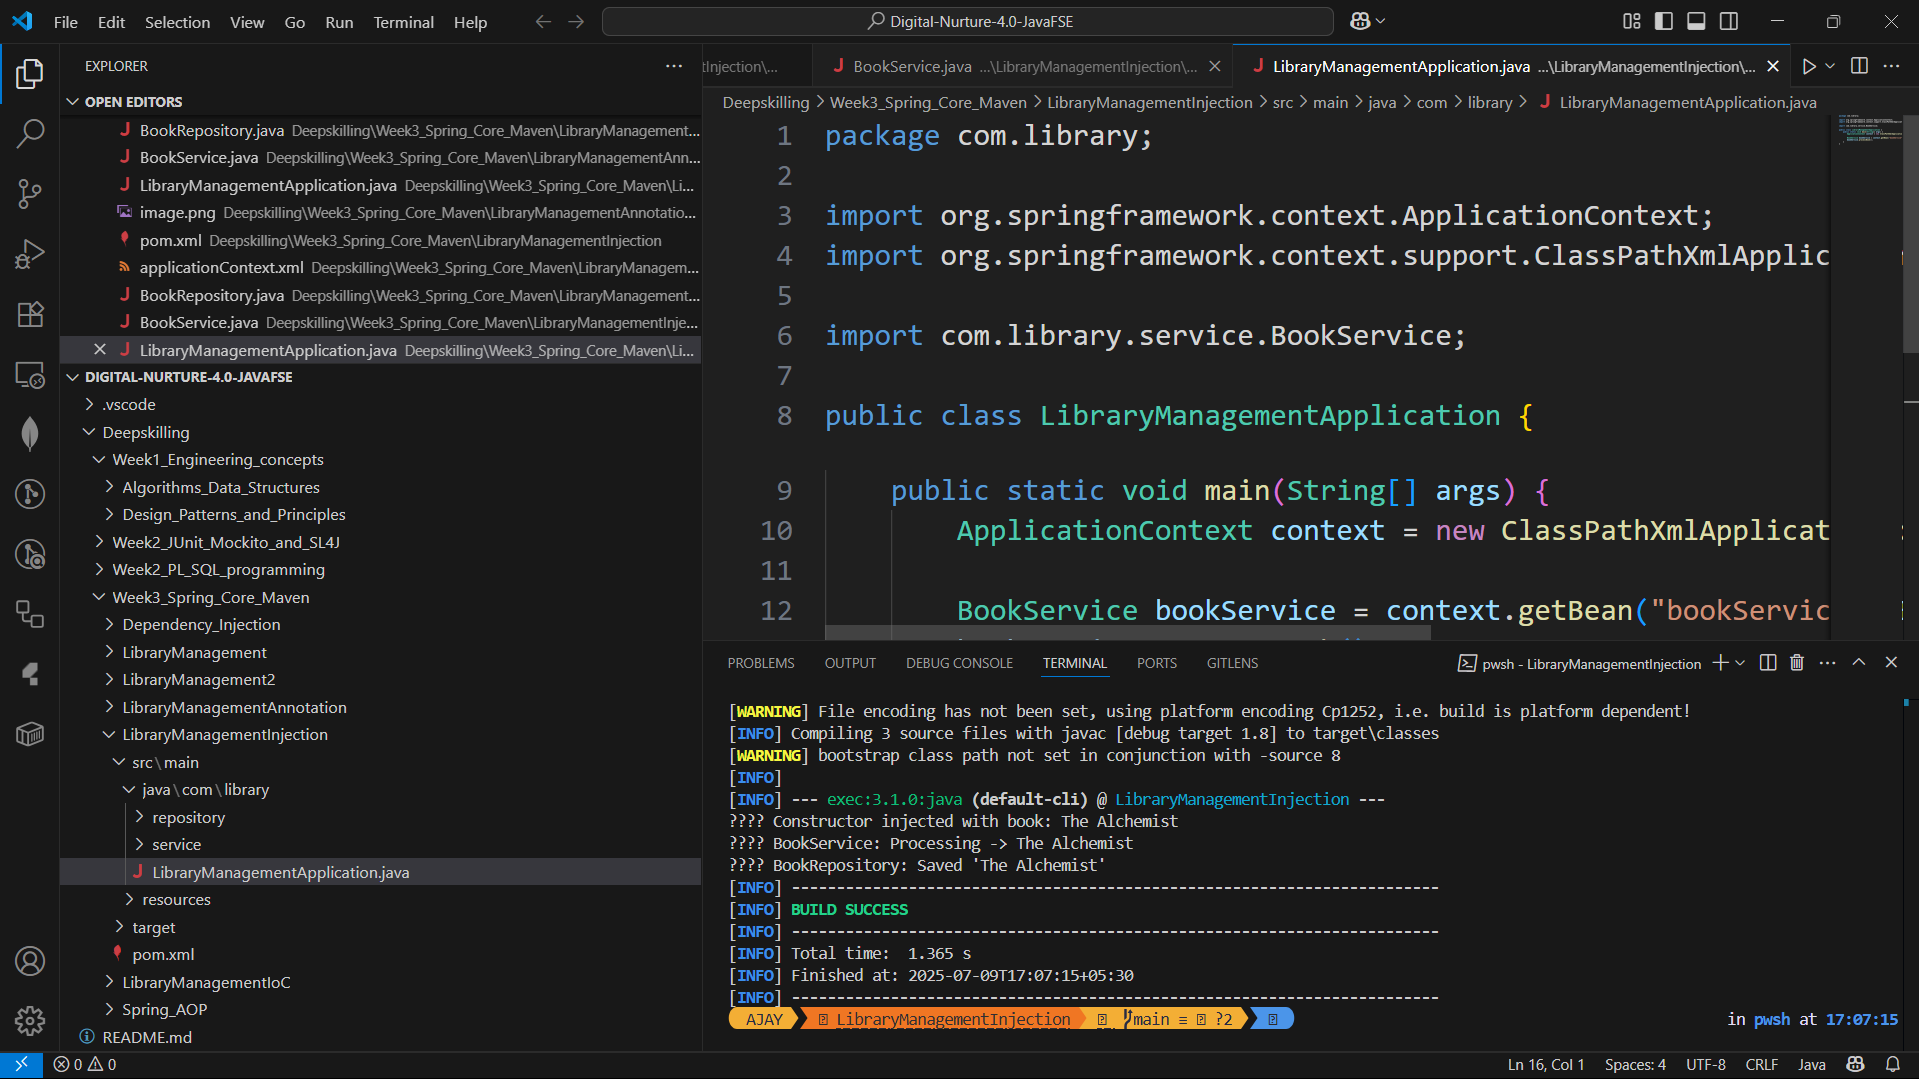 File Edit Selection View Go Run Terminal Help
Digital-Nurture-4.0-JavaFSE
EXPLORER
OPEN EDITORS
BookRepository.java Deepskilling\Week3_Spring_Core_Maven\LibraryManagement...
BookService.java Deepskilling\Week3_Spring_Core_Maven\LibraryManagementAnn...
LibraryManagementApplication.java Deepskilling\Week3_Spring_Core_Maven\Li...
image.png Deepskilling\Week3_Spring_Core_Maven\LibraryManagementAnnotatio...
pom.xml Deepskilling\Week3_Spring_Core_Maven\LibraryManagementInjection
applicationContext.xml Deepskilling\Week3_Spring_Core_Maven\LibraryManagem...
BookRepository.java Deepskilling\Week3_Spring_Core_Maven\LibraryManagement...
BookService.java Deepskilling\Week3_Spring_Core_Maven\LibraryManagementInje...
LibraryManagementApplication.java Deepskilling\Week3_Spring_Core_Maven\Li...
DIGITAL-NURTURE-4.0-JAVAFSE
.vscode
Deepskilling
Week1_Engineering_concepts
Algorithms_Data_Structures
Design_Patterns_and_Principles
Week2_JUnit_Mockito_and_SL4J
Week2_PL_SQL_programming
Week3_Spring_Core_Maven
Dependency_Injection
LibraryManagement
LibraryManagement2
LibraryManagementAnnotation
LibraryManagementInjection
src\main
java\com\library
repository
service
LibraryManagementApplication.java
resources
target
pom.xml
LibraryManagementIoC
Spring_AOP
README.md
tInjection\... BookService.java ...\LibraryManagementInjection\... LibraryManagementApplication.java ...\LibraryManagementInjection\...
Deepskilling > Week3_Spring_Core_Maven > LibraryManagementInjection > src > main > java > com > library > LibraryManagementApplication.java
1 package com.library;
2
3 import org.springframework.context.ApplicationContext;
4 import org.springframework.context.support.ClassPathXmlApplic
5
6 import com.library.service.BookService;
7
8 public class LibraryManagementApplication {
9 public static void main(String[] args) {
10 ApplicationContext context = new ClassPathXmlApplicat
11
12 BookService bookService = context.getBean("bookServic
PROBLEMS OUTPUT DEBUG CONSOLE TERMINAL PORTS GITLENS pwsh - LibraryManagementInjection
[WARNING] File encoding has not been set, using platform encoding Cp1252, i.e. build is platform dependent!
[INFO] Compiling 3 source files with javac [debug target 1.8] to target\classes
[WARNING] bootstrap class path not set in conjunction with -source 8
[INFO]
[INFO] --- exec:3.1.0:java (default-cli) @ LibraryManagementInjection ---
???? Constructor injected with book: The Alchemist
???? BookService: Processing -> The Alchemist
???? BookRepository: Saved 'The Alchemist'
[INFO] ------------------------------------------------------------------------
[INFO] BUILD SUCCESS
[INFO] ------------------------------------------------------------------------
[INFO] Total time:  1.365 s
[INFO] Finished at: 2025-07-09T17:07:15+05:30
[INFO] ------------------------------------------------------------------------
AJAY LibraryManagementInjection main ≡ ?2 in pwsh at 17:07:15
0 0 Ln 16, Col 1 Spaces: 4 UTF-8 CRLF Java